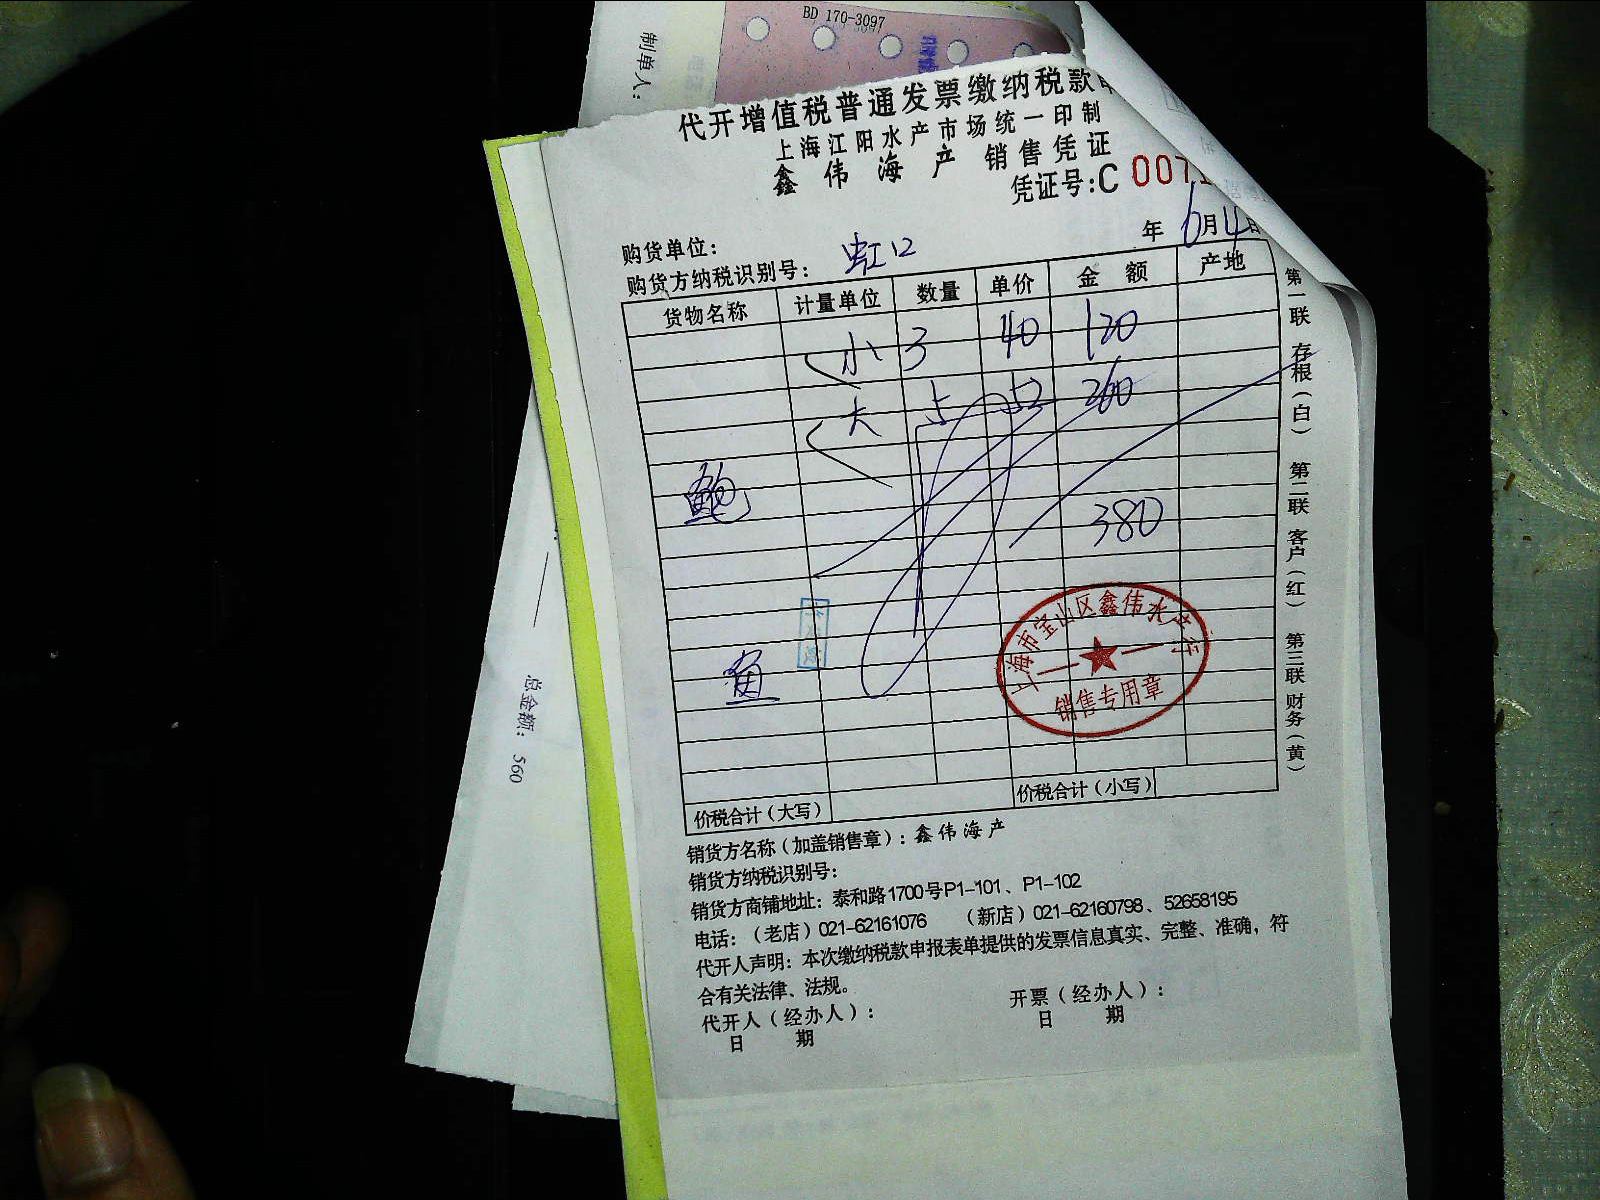 BD 170-3097
制单人：
代开增值税普通发票缴纳税款
上海江阳水产市场统一印制
鑫伟海产 销售凭证
凭证号:C 0071
年 6月4日
购货单位：
购货方纳税识别号： 虹口
货物名称 计量单位 数量 单价 金额 产地
小 3 40 120
大 5 52 260
鲍
380
鱼
上海市宝山区鑫伟水产行
销售专用章
价税合计（大写） 价税合计（小写）
第一联 存根（白） 第二联 客户（红） 第三联 财务（黄）
销货方名称（加盖销售章）：鑫伟海产
销货方纳税识别号：
销货方商铺地址：泰和路1700号P1-101、P1-102
电话：（老店）021-62161076 （新店）021-62160798、52658195
代开人声明：本次缴纳税款申报表单提供的发票信息真实、完整、准确，符
合有关法律、法规。
代开人（经办人）： 开票（经办人）：
日 期 日 期
总金额： 560